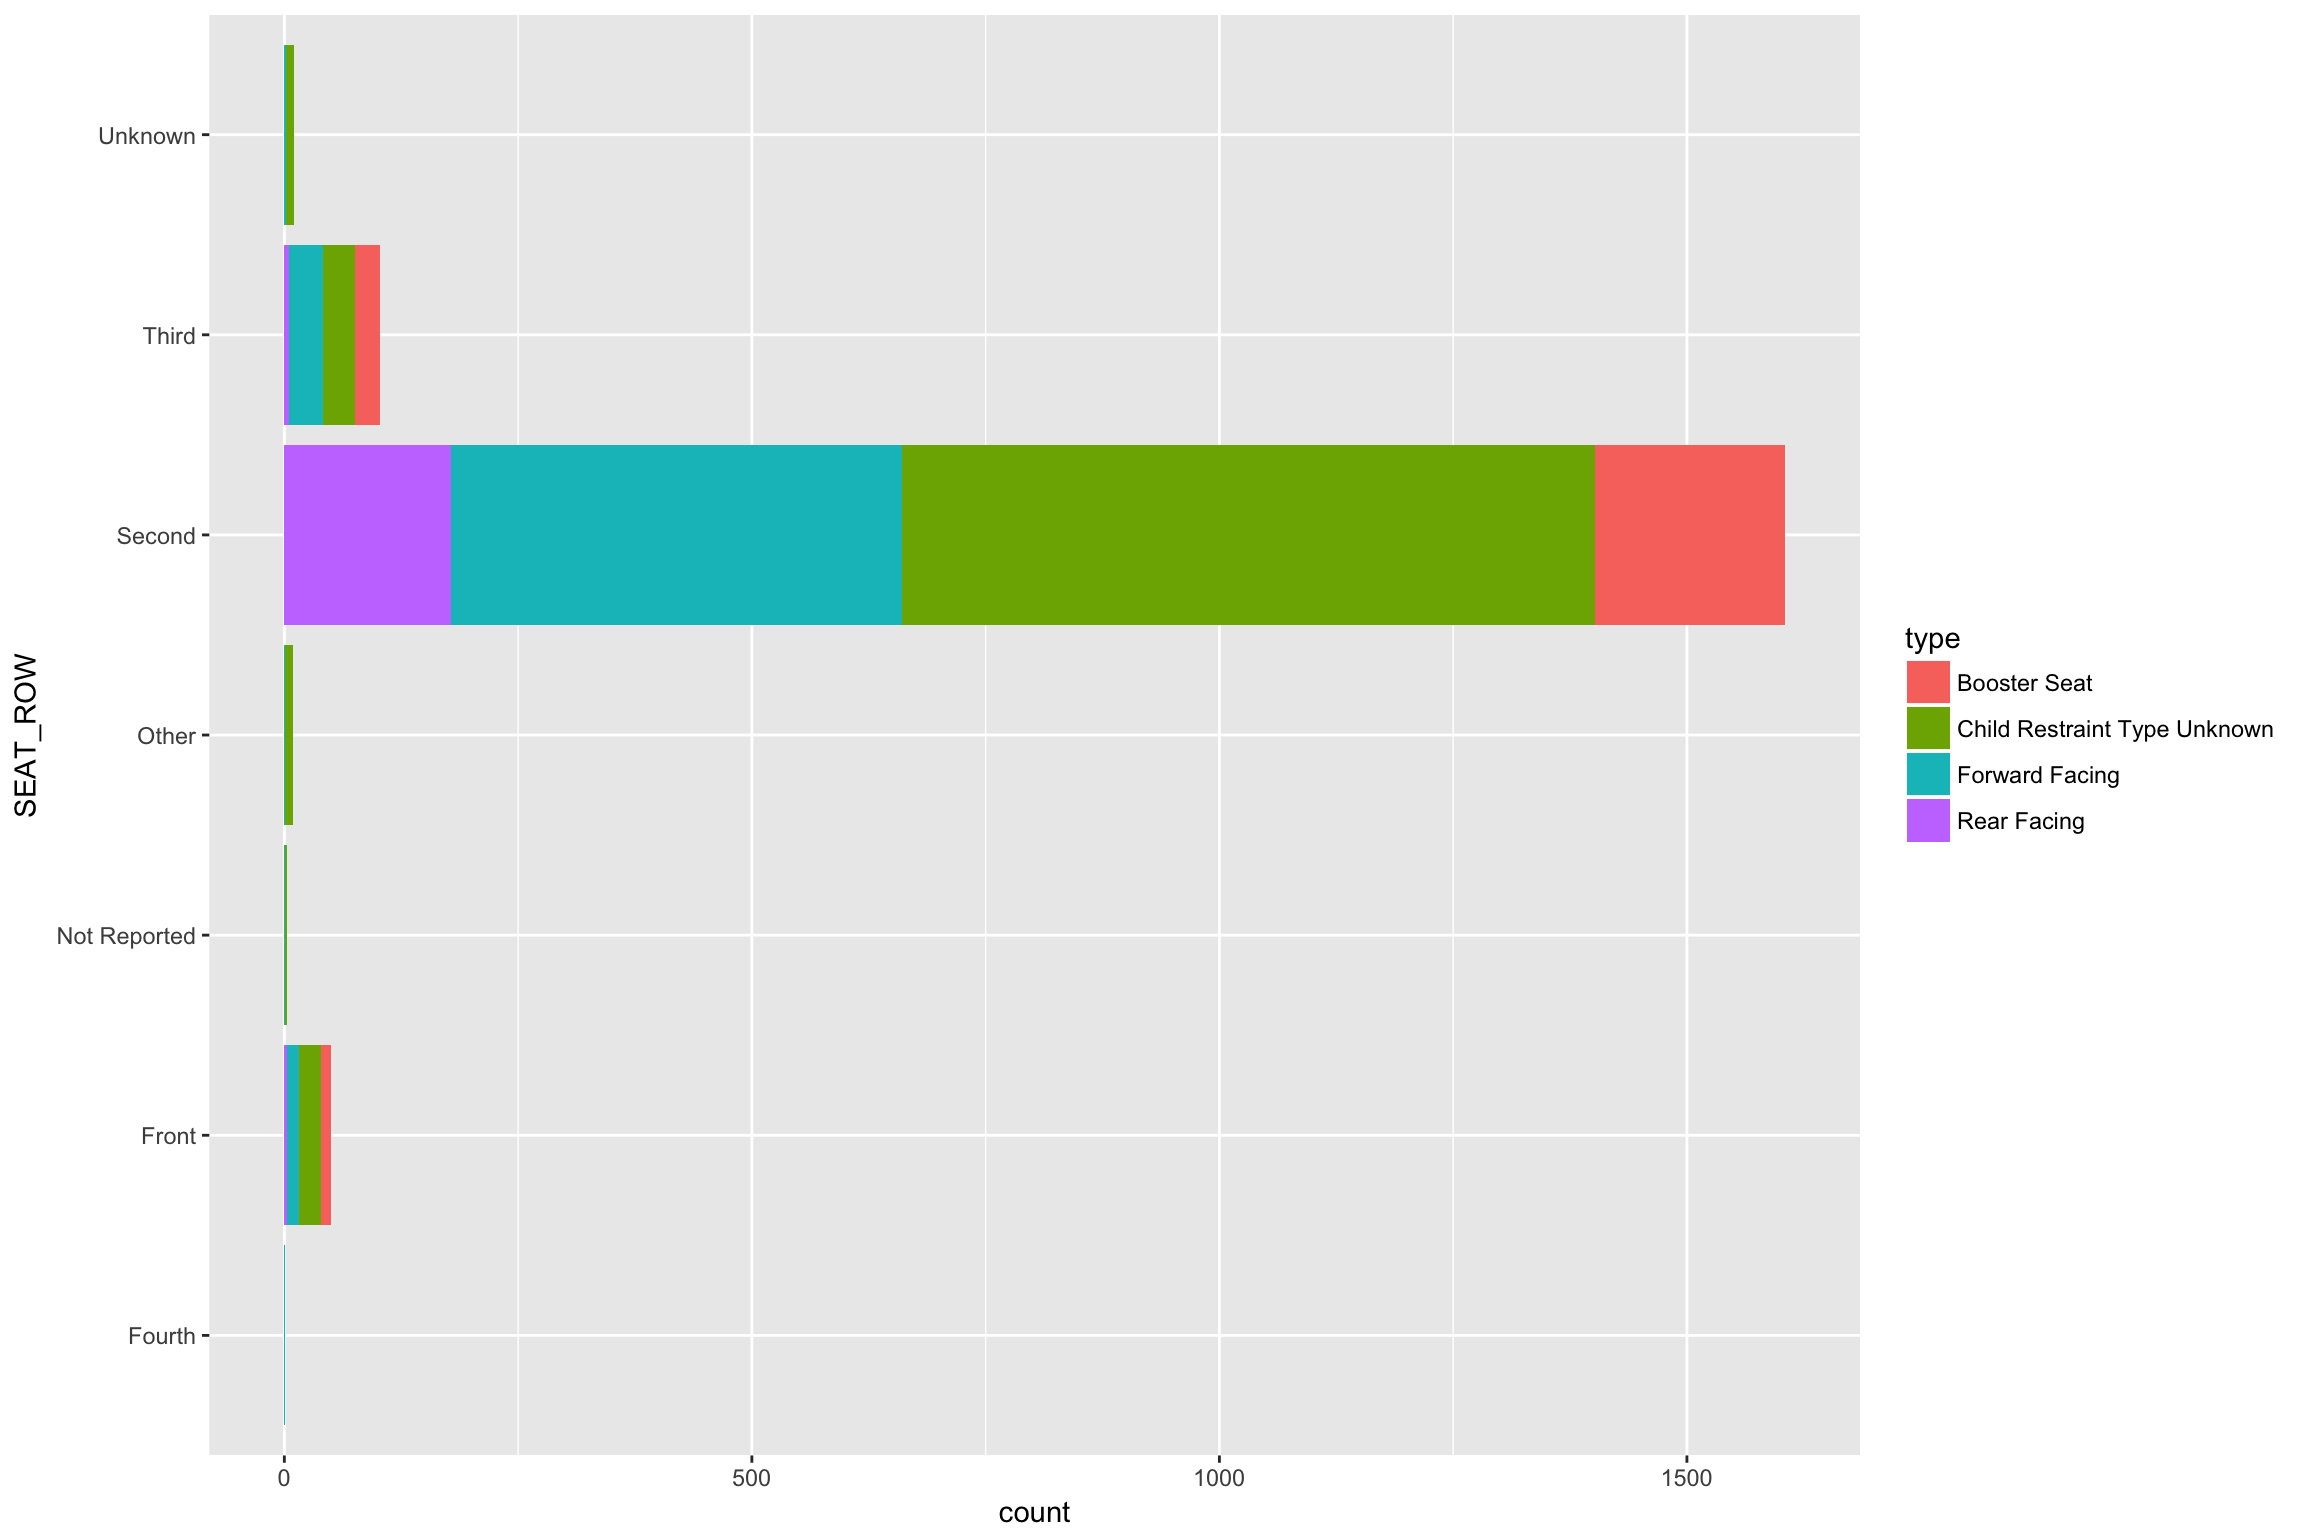 SEAT_ROW
Unknown
Third
Second
Other
Not Reported
Front
Fourth
0 500 1000 1500
count
type
Booster Seat
Child Restraint Type Unknown
Forward Facing
Rear Facing